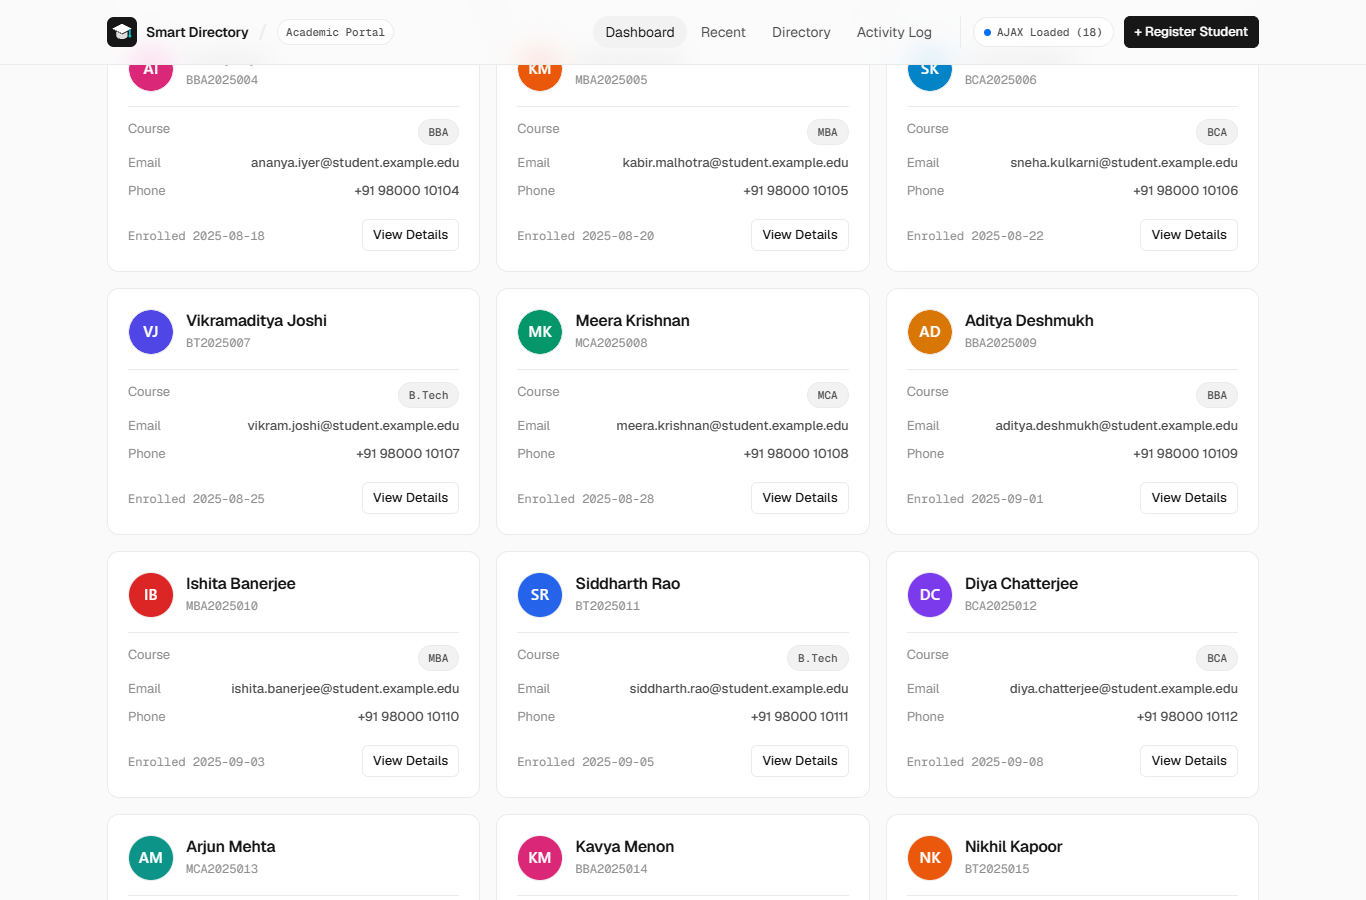 Smart Directory / Academic Portal Dashboard Recent Directory Activity Log AJAX Loaded (18) + Register Student
AI BBA2025004
Course BBA
Email ananya.iyer@student.example.edu
Phone +91 98000 10104
Enrolled 2025-08-18 View Details
KM MBA2025005
Course MBA
Email kabir.malhotra@student.example.edu
Phone +91 98000 10105
Enrolled 2025-08-20 View Details
SK BCA2025006
Course BCA
Email sneha.kulkarni@student.example.edu
Phone +91 98000 10106
Enrolled 2025-08-22 View Details
VJ Vikramaditya Joshi
BT2025007
Course B.Tech
Email vikram.joshi@student.example.edu
Phone +91 98000 10107
Enrolled 2025-08-25 View Details
MK Meera Krishnan
MCA2025008
Course MCA
Email meera.krishnan@student.example.edu
Phone +91 98000 10108
Enrolled 2025-08-28 View Details
AD Aditya Deshmukh
BBA2025009
Course BBA
Email aditya.deshmukh@student.example.edu
Phone +91 98000 10109
Enrolled 2025-09-01 View Details
IB Ishita Banerjee
MBA2025010
Course MBA
Email ishita.banerjee@student.example.edu
Phone +91 98000 10110
Enrolled 2025-09-03 View Details
SR Siddharth Rao
BT2025011
Course B.Tech
Email siddharth.rao@student.example.edu
Phone +91 98000 10111
Enrolled 2025-09-05 View Details
DC Diya Chatterjee
BCA2025012
Course BCA
Email diya.chatterjee@student.example.edu
Phone +91 98000 10112
Enrolled 2025-09-08 View Details
AM Arjun Mehta
MCA2025013
KM Kavya Menon
BBA2025014
NK Nikhil Kapoor
BT2025015